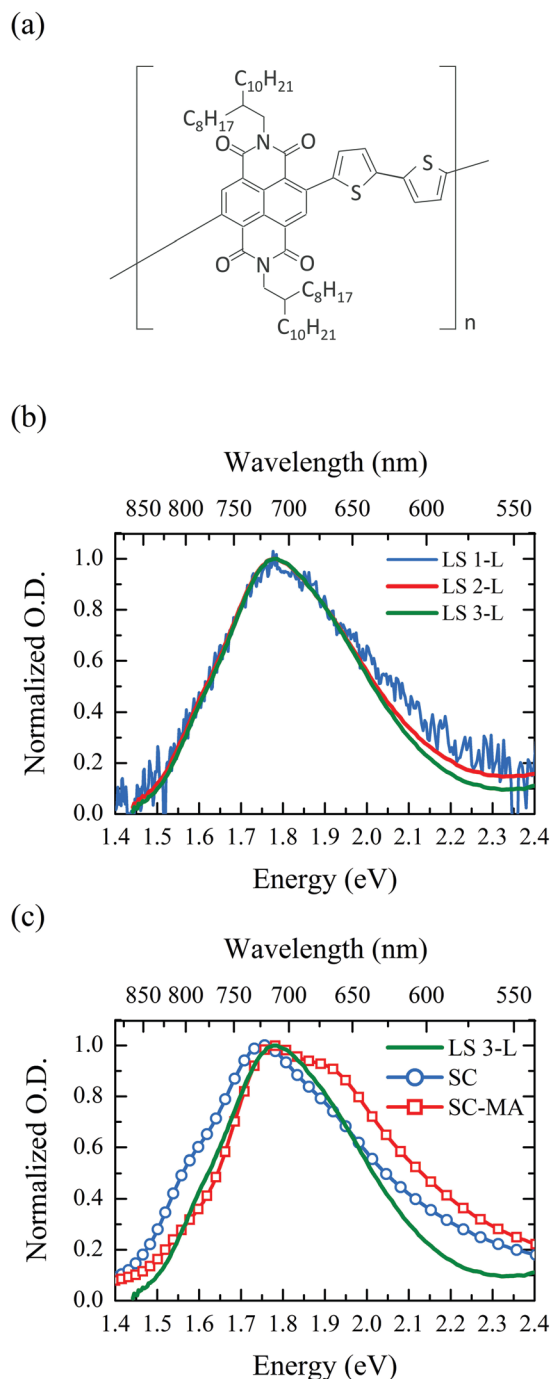 (a)
C₁₀H₂₁
C₈H₁₇
O N O
S
S
O N O
C₈H₁₇
C₁₀H₂₁
n
(b)
Wavelength (nm)
850 800 750 700 650 600 550
Normalized O.D.
1.0
0.8
0.6
0.4
0.2
0.0
LS 1-L
LS 2-L
LS 3-L
1.4 1.5 1.6 1.7 1.8 1.9 2.0 2.1 2.2 2.3 2.4
Energy (eV)
(c)
Wavelength (nm)
850 800 750 700 650 600 550
Normalized O.D.
1.0
0.8
0.6
0.4
0.2
0.0
LS 3-L
SC
SC-MA
1.4 1.5 1.6 1.7 1.8 1.9 2.0 2.1 2.2 2.3 2.4
Energy (eV)